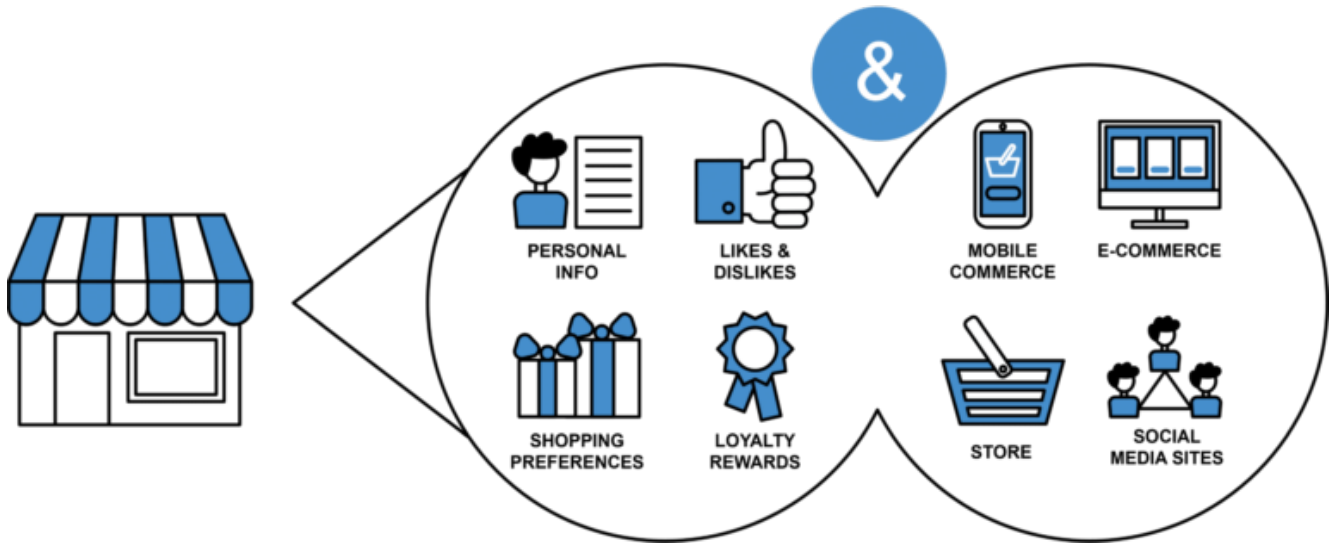 &
PERSONAL
INFO
LIKES &
DISLIKES
SHOPPING
PREFERENCES
LOYALTY
REWARDS
MOBILE
COMMERCE
E-COMMERCE
STORE
SOCIAL
MEDIA SITES